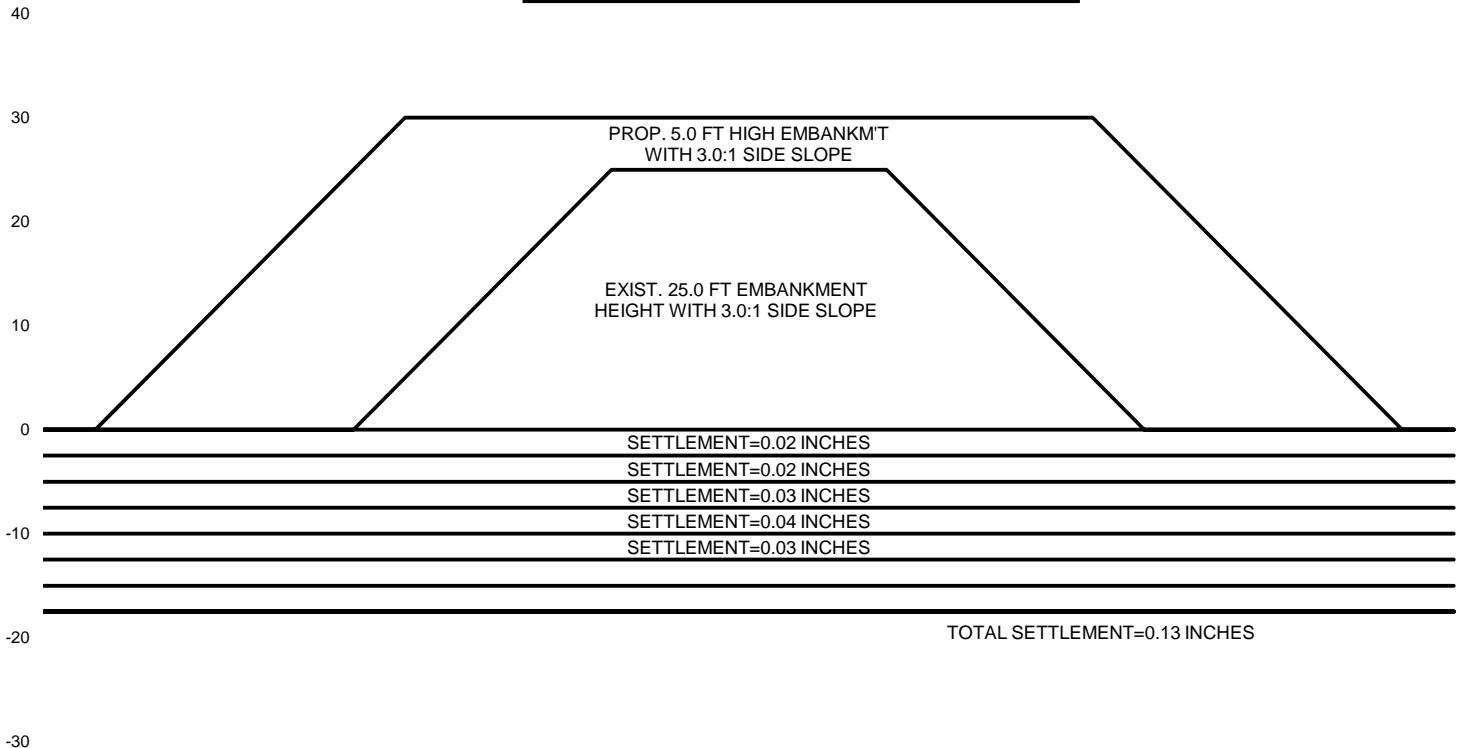 40
30
PROP. 5.0 FT HIGH EMBANKM'T
WITH 3.0:1 SIDE SLOPE
20
EXIST. 25.0 FT EMBANKMENT
HEIGHT WITH 3.0:1 SIDE SLOPE
10
0
SETTLEMENT=0.02 INCHES
SETTLEMENT=0.02 INCHES
SETTLEMENT=0.03 INCHES
SETTLEMENT=0.04 INCHES
-10
SETTLEMENT=0.03 INCHES
-20
TOTAL SETTLEMENT=0.13 INCHES
-30